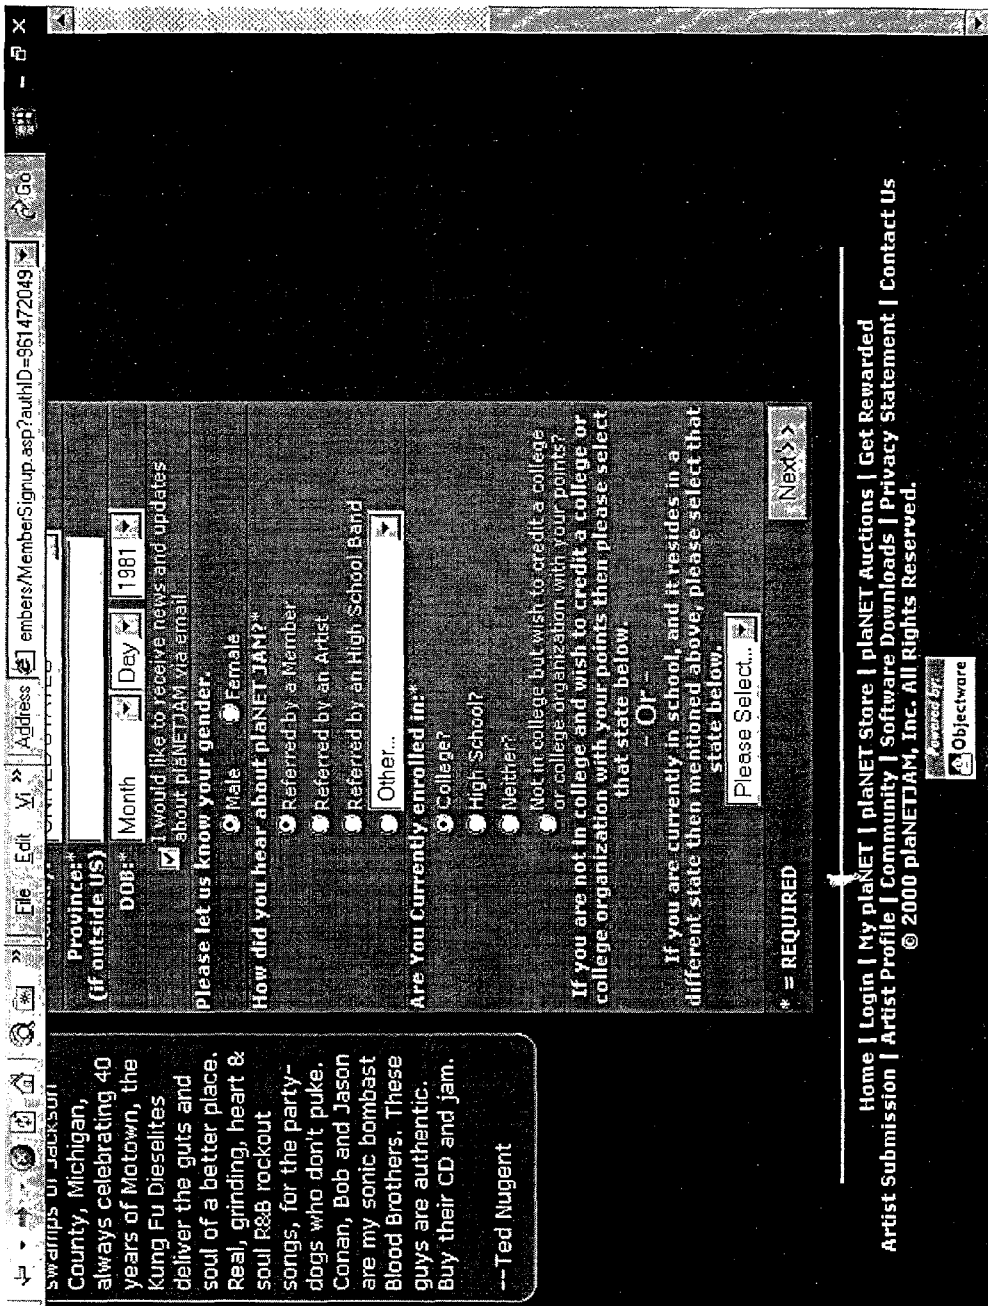 File Edit Vi » Address embers/MemberSignup.asp?authID=961472049 Go
swamps of Jackson
County, Michigan,
always celebrating 40
years of Motown, the
Kung Fu Dieselites
deliver the guts and
soul of a better place.
Real, grinding, heart &
soul R&B rockout
songs, for the party-
dogs who don't puke.
Conan, Bob and Jason
are my sonic bombast
Blood Brothers. These
guys are authentic.
Buy their CD and jam.
--Ted Nugent
Province:*
(if outside US)
DOB:* Month Day 1981
I would like to receive news and updates
about plaNETJAM via email
Please let us know your gender.
Male Female
How did you hear about plaNETJAM?*
Referred by a Member
Referred by an Artist
Referred by an High School Band
Other...
Are You Currently enrolled in:*
College?
High School?
Neither?
Not in college but wish to credit a college
or college organization with your points?
If you are not in college and wish to credit a college or
college organization with your points then please select
that state below.
- Or -
If you are currently in school, and it resides in a
different state then mentioned above, please select that
state below.
Please Select...
* = REQUIRED
Next>>
Home | Login | My plaNET | plaNET Store | plaNET Auctions | Get Rewarded
Artist Submission | Artist Profile | Community | Software Downloads | Privacy Statement | Contact Us
© 2000 plaNETJAM, Inc. All Rights Reserved.
Powered by
Objectware